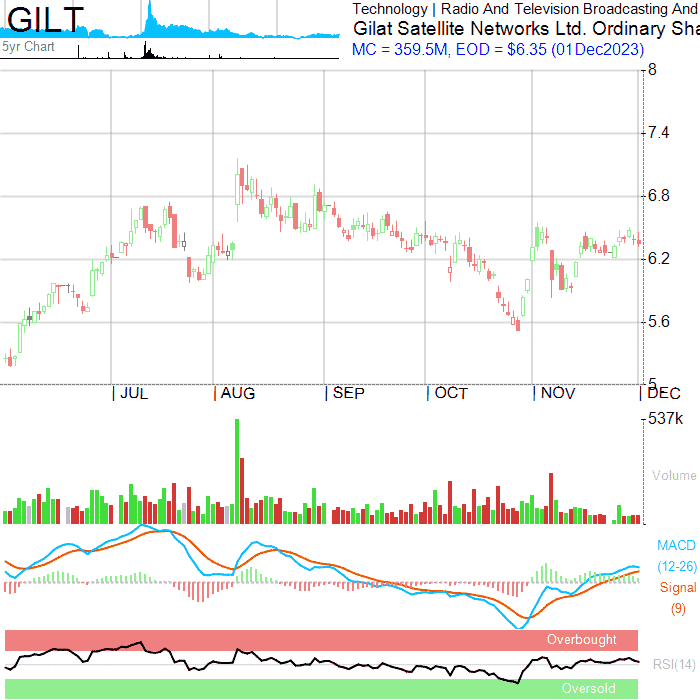 GILT
5yr Chart
Technology | Radio And Television Broadcasting And
Gilat Satellite Networks Ltd. Ordinary Sha
MC = 359.5M, EOD = $6.35 (01Dec2023)
8
7.4
6.8
6.2
5.6
5
| JUL | AUG | SEP | OCT | NOV | DEC
537k
Volume
MACD
(12-26)
Signal
(9)
Overbought
RSI(14)
Oversold